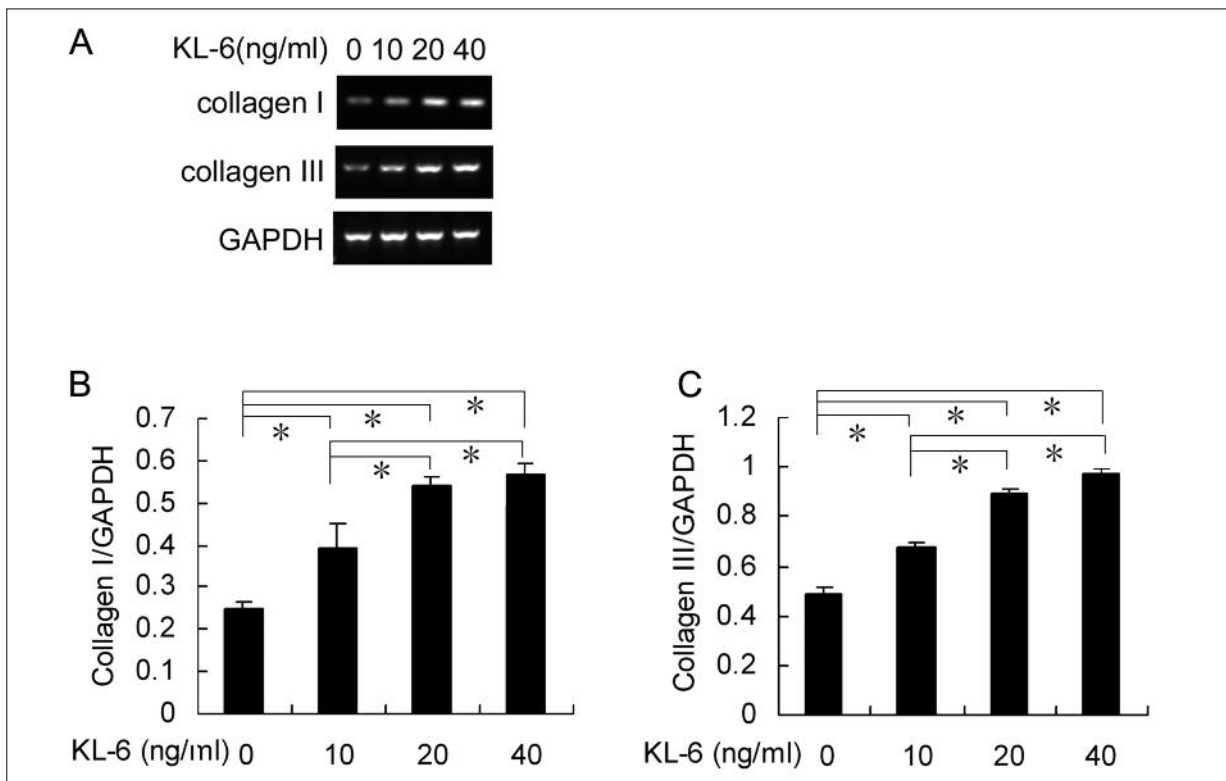 A
KL-6(ng/ml) 0 10 20 40
collagen I
collagen III
GAPDH
B
Collagen I/GAPDH
0.7
0.6
0.5
0.4
0.3
0.2
0.1
0
* * *
* *
KL-6 (ng/ml) 0 10 20 40
C
Collagen III/GAPDH
1.2
1
0.8
0.6
0.4
0.2
0
* * *
* *
KL-6 (ng/ml) 0 10 20 40